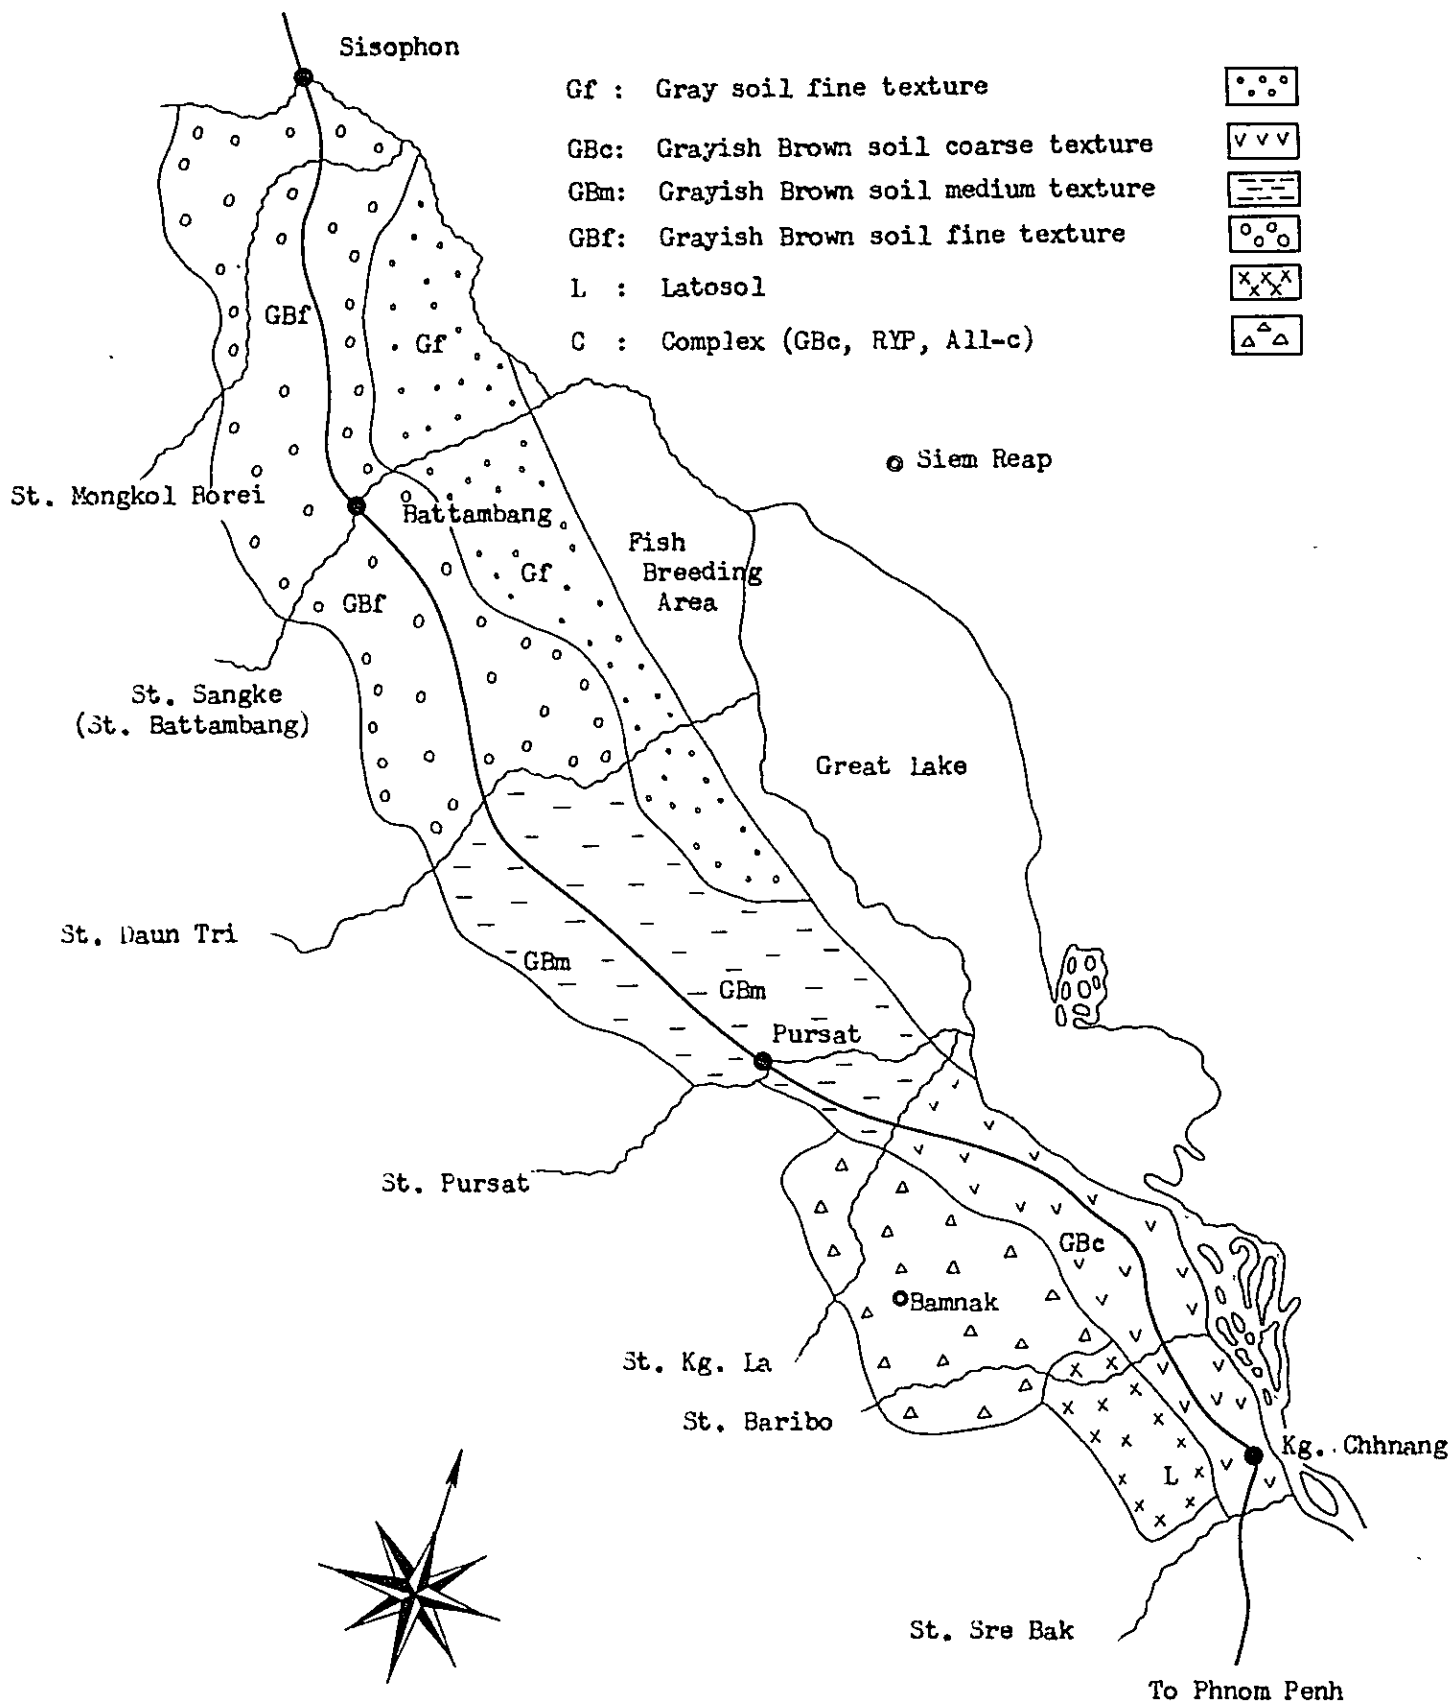 Sisophon
Gf : Gray soil fine texture
GBc: Grayish Brown soil coarse texture
GBm: Grayish Brown soil medium texture
GBf: Grayish Brown soil fine texture
L : Latosol
C : Complex (GBc, RYP, All-c)
GBf
Gf
Siem Reap
St. Mongkol Borei
Battambang
Fish
Breeding
Area
Gf
GBf
St. Sangke
(St. Battambang)
Great Lake
St. Daun Tri
GBm
GBm
Pursat
St. Pursat
GBc
Bamnak
St. Kg. La
St. Baribo
Kg. Chhnang
L
St. Sre Bak
To Phnom Penh